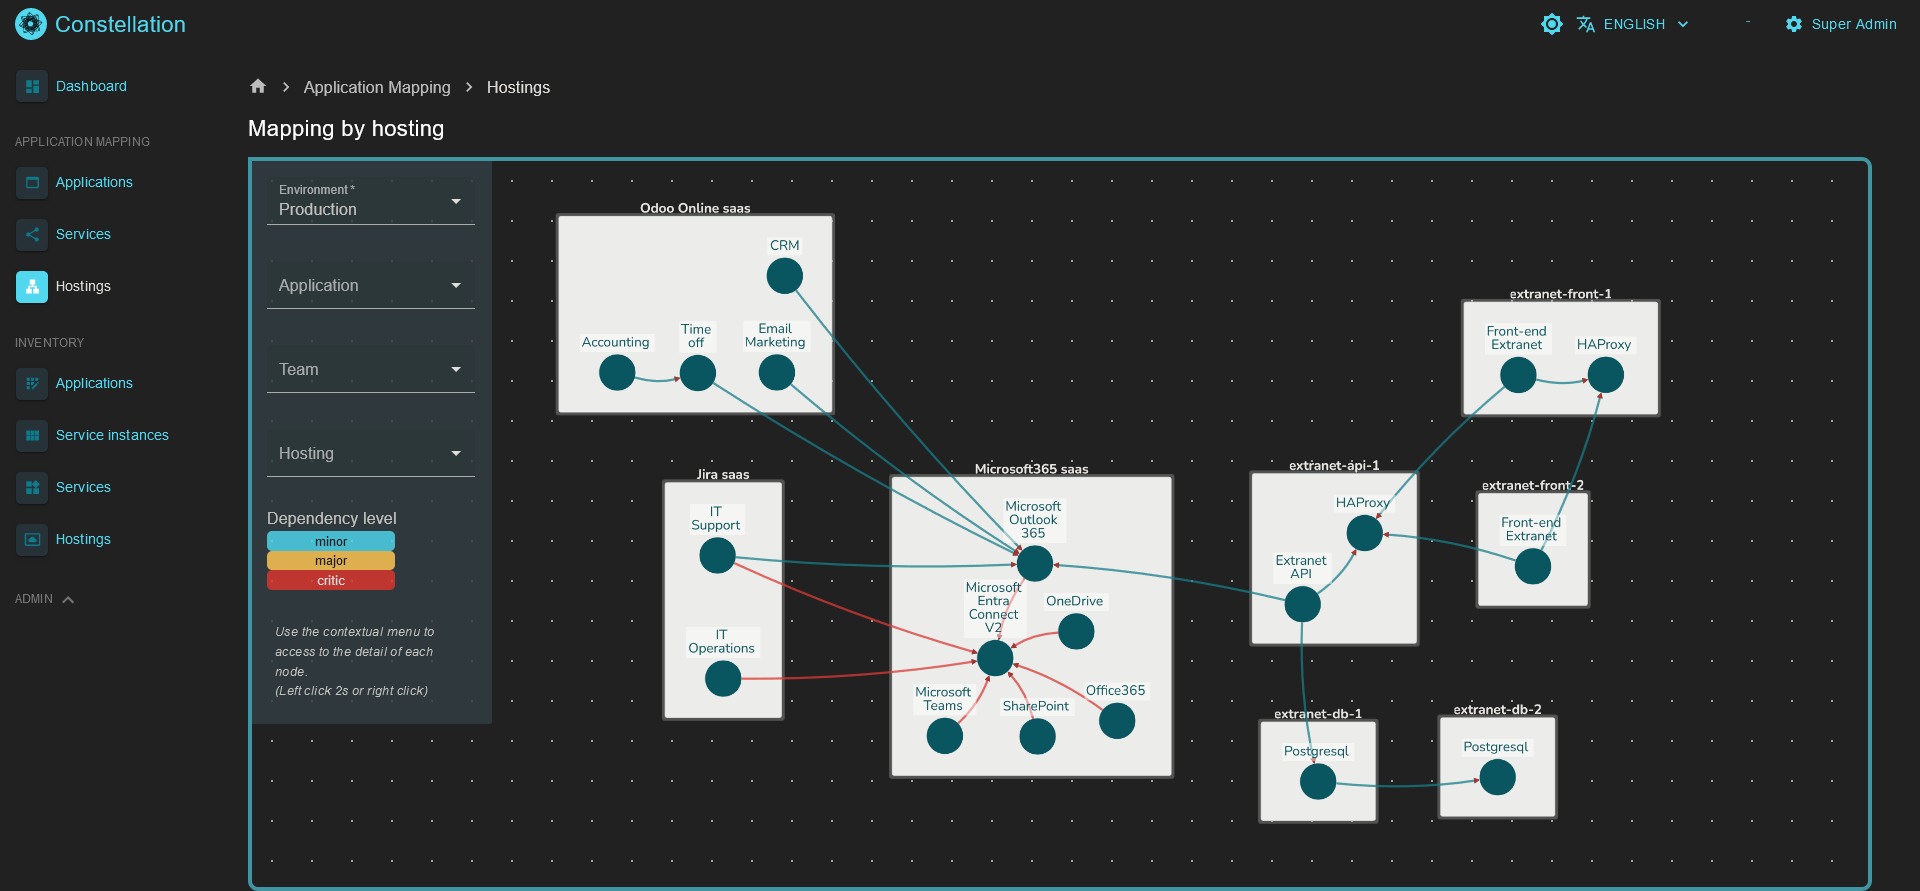 Constellation
ENGLISH
-
Super Admin
Dashboard
APPLICATION MAPPING
Applications
Services
Hostings
INVENTORY
Applications
Service instances
Services
Hostings
ADMIN
Application Mapping
Hostings
Mapping by hosting
Environment *
Production
Application
Team
Hosting
Dependency level
minor
major
critic
Use the contextual menu to
access to the detail of each
node.
(Left click 2s or right click)
Odoo Online saas
CRM
Accounting
Time
off
Email
Marketing
Jira saas
IT
Support
IT
Operations
Microsoft365 saas
Microsoft
Outlook
365
Microsoft
Entra
Connect
V2
OneDrive
Microsoft
Teams
SharePoint
Office365
extranet-api-1
HAProxy
Extranet
API
extranet-front-1
Front-end
Extranet
HAProxy
extranet-front-2
Front-end
Extranet
extranet-db-1
Postgresql
extranet-db-2
Postgresql